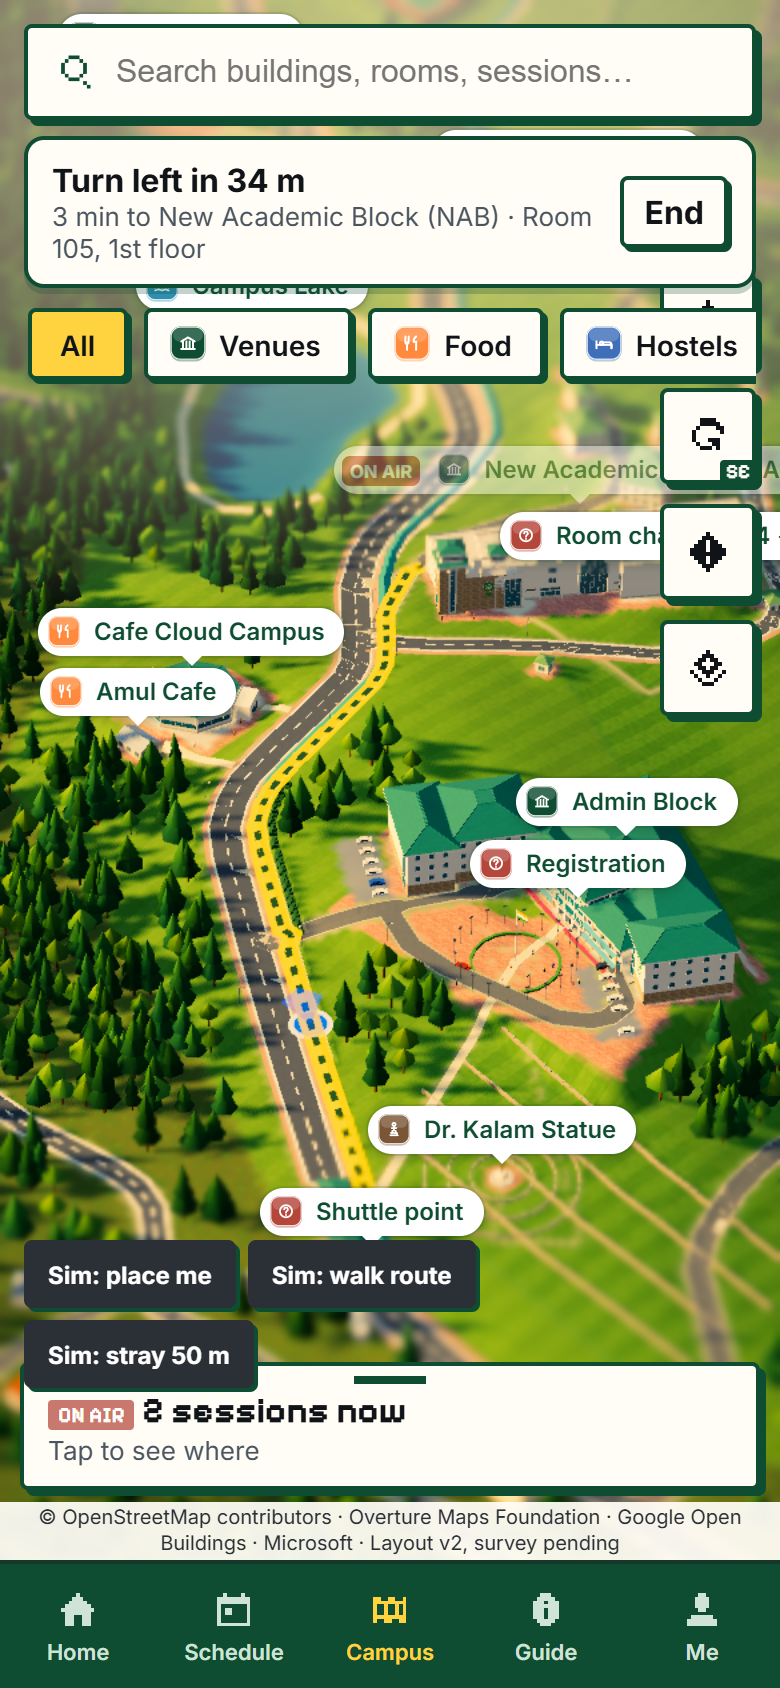 Search buildings, rooms, sessions...
Turn left in 34 m
3 min to New Academic Block (NAB) · Room
105, 1st floor
End
Campus Lake
All
Venues
Food
Hostels
SE
ON AIR
New Academic
Room
Cafe Cloud Campus
Amul Cafe
Admin Block
Registration
Dr. Kalam Statue
Shuttle point
Sim: place me
Sim: walk route
Sim: stray 50 m
ON AIR 2 sessions now
Tap to see where
© OpenStreetMap contributors · Overture Maps Foundation · Google Open
Buildings · Microsoft · Layout v2, survey pending
Home
Schedule
Campus
Guide
Me